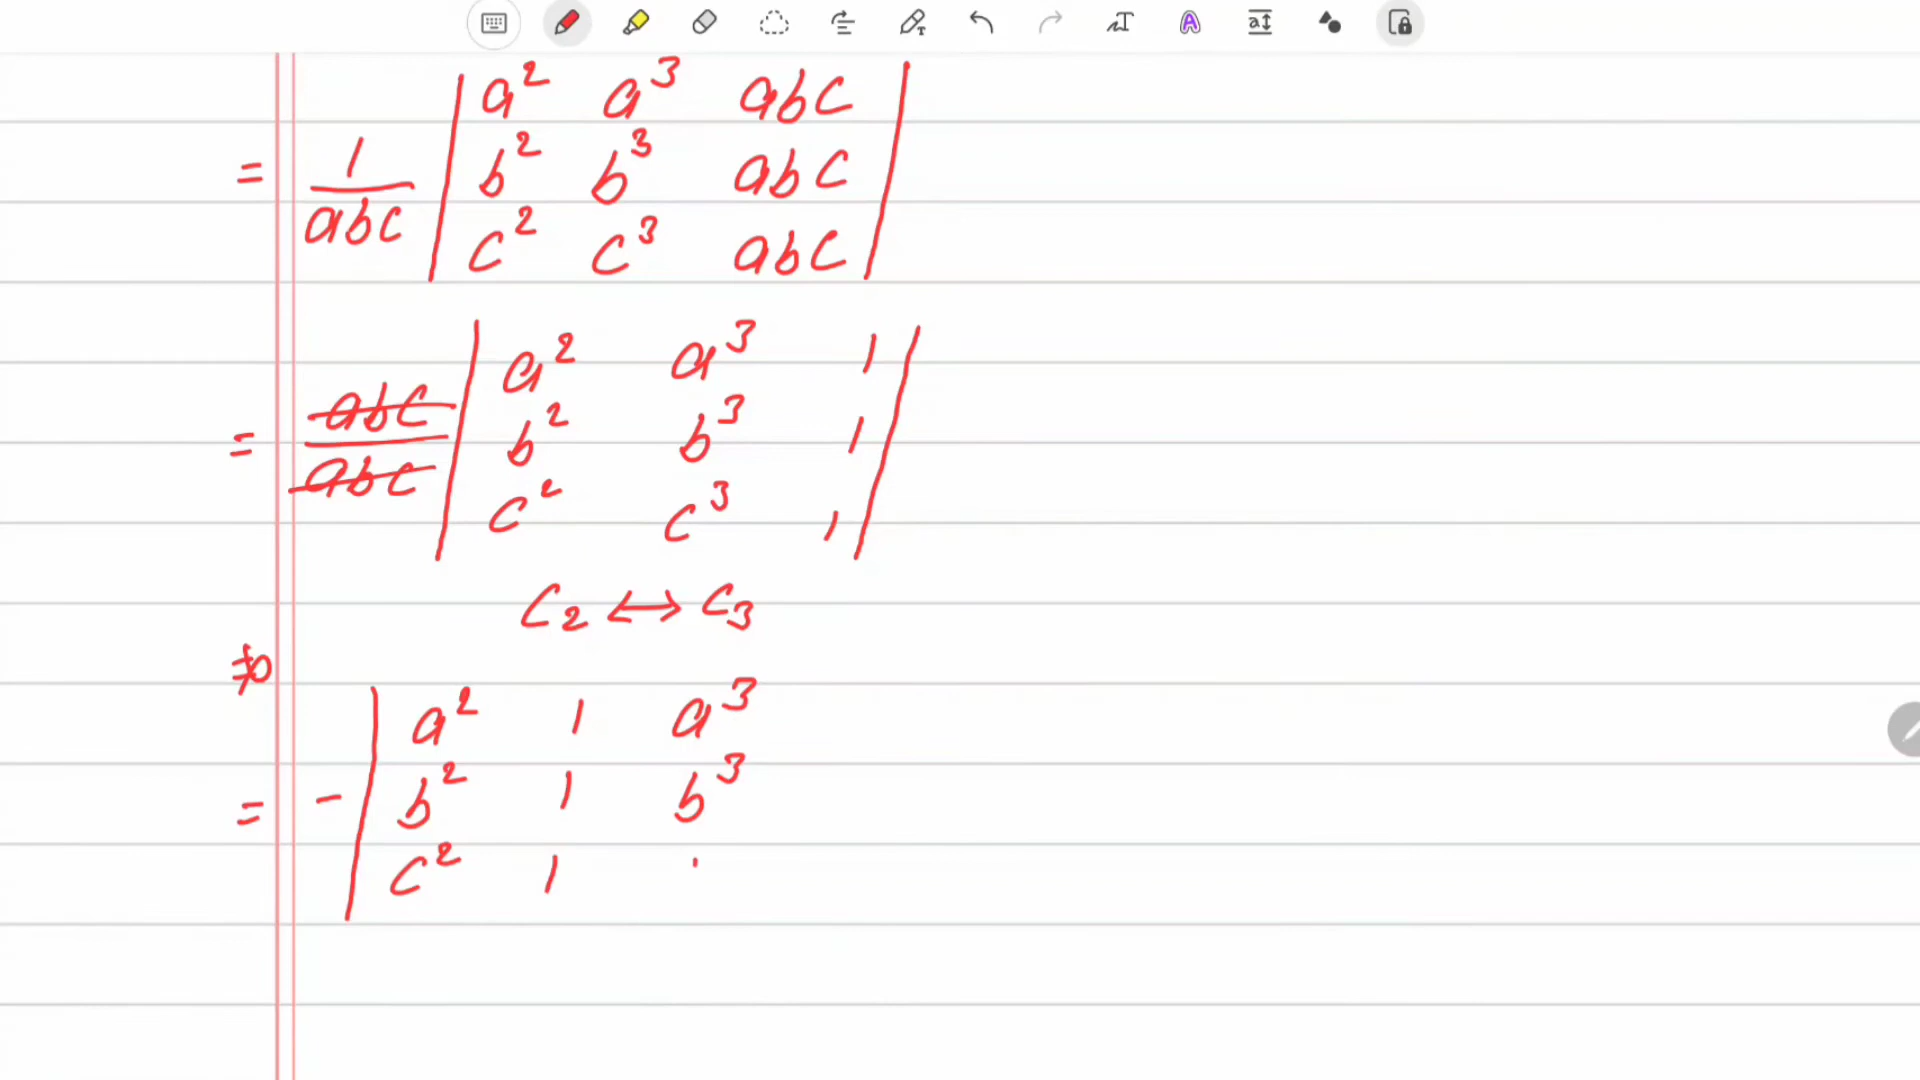 a² a³ abc
= 1/abc | b² b³ abc |
c² c³ abc
a² a³ 1
= abc/abc | b² b³ 1 |
c² c³ 1
C₂ ↔ C₃
≠0
a² 1 a³
= - | b² 1 b³
c² 1